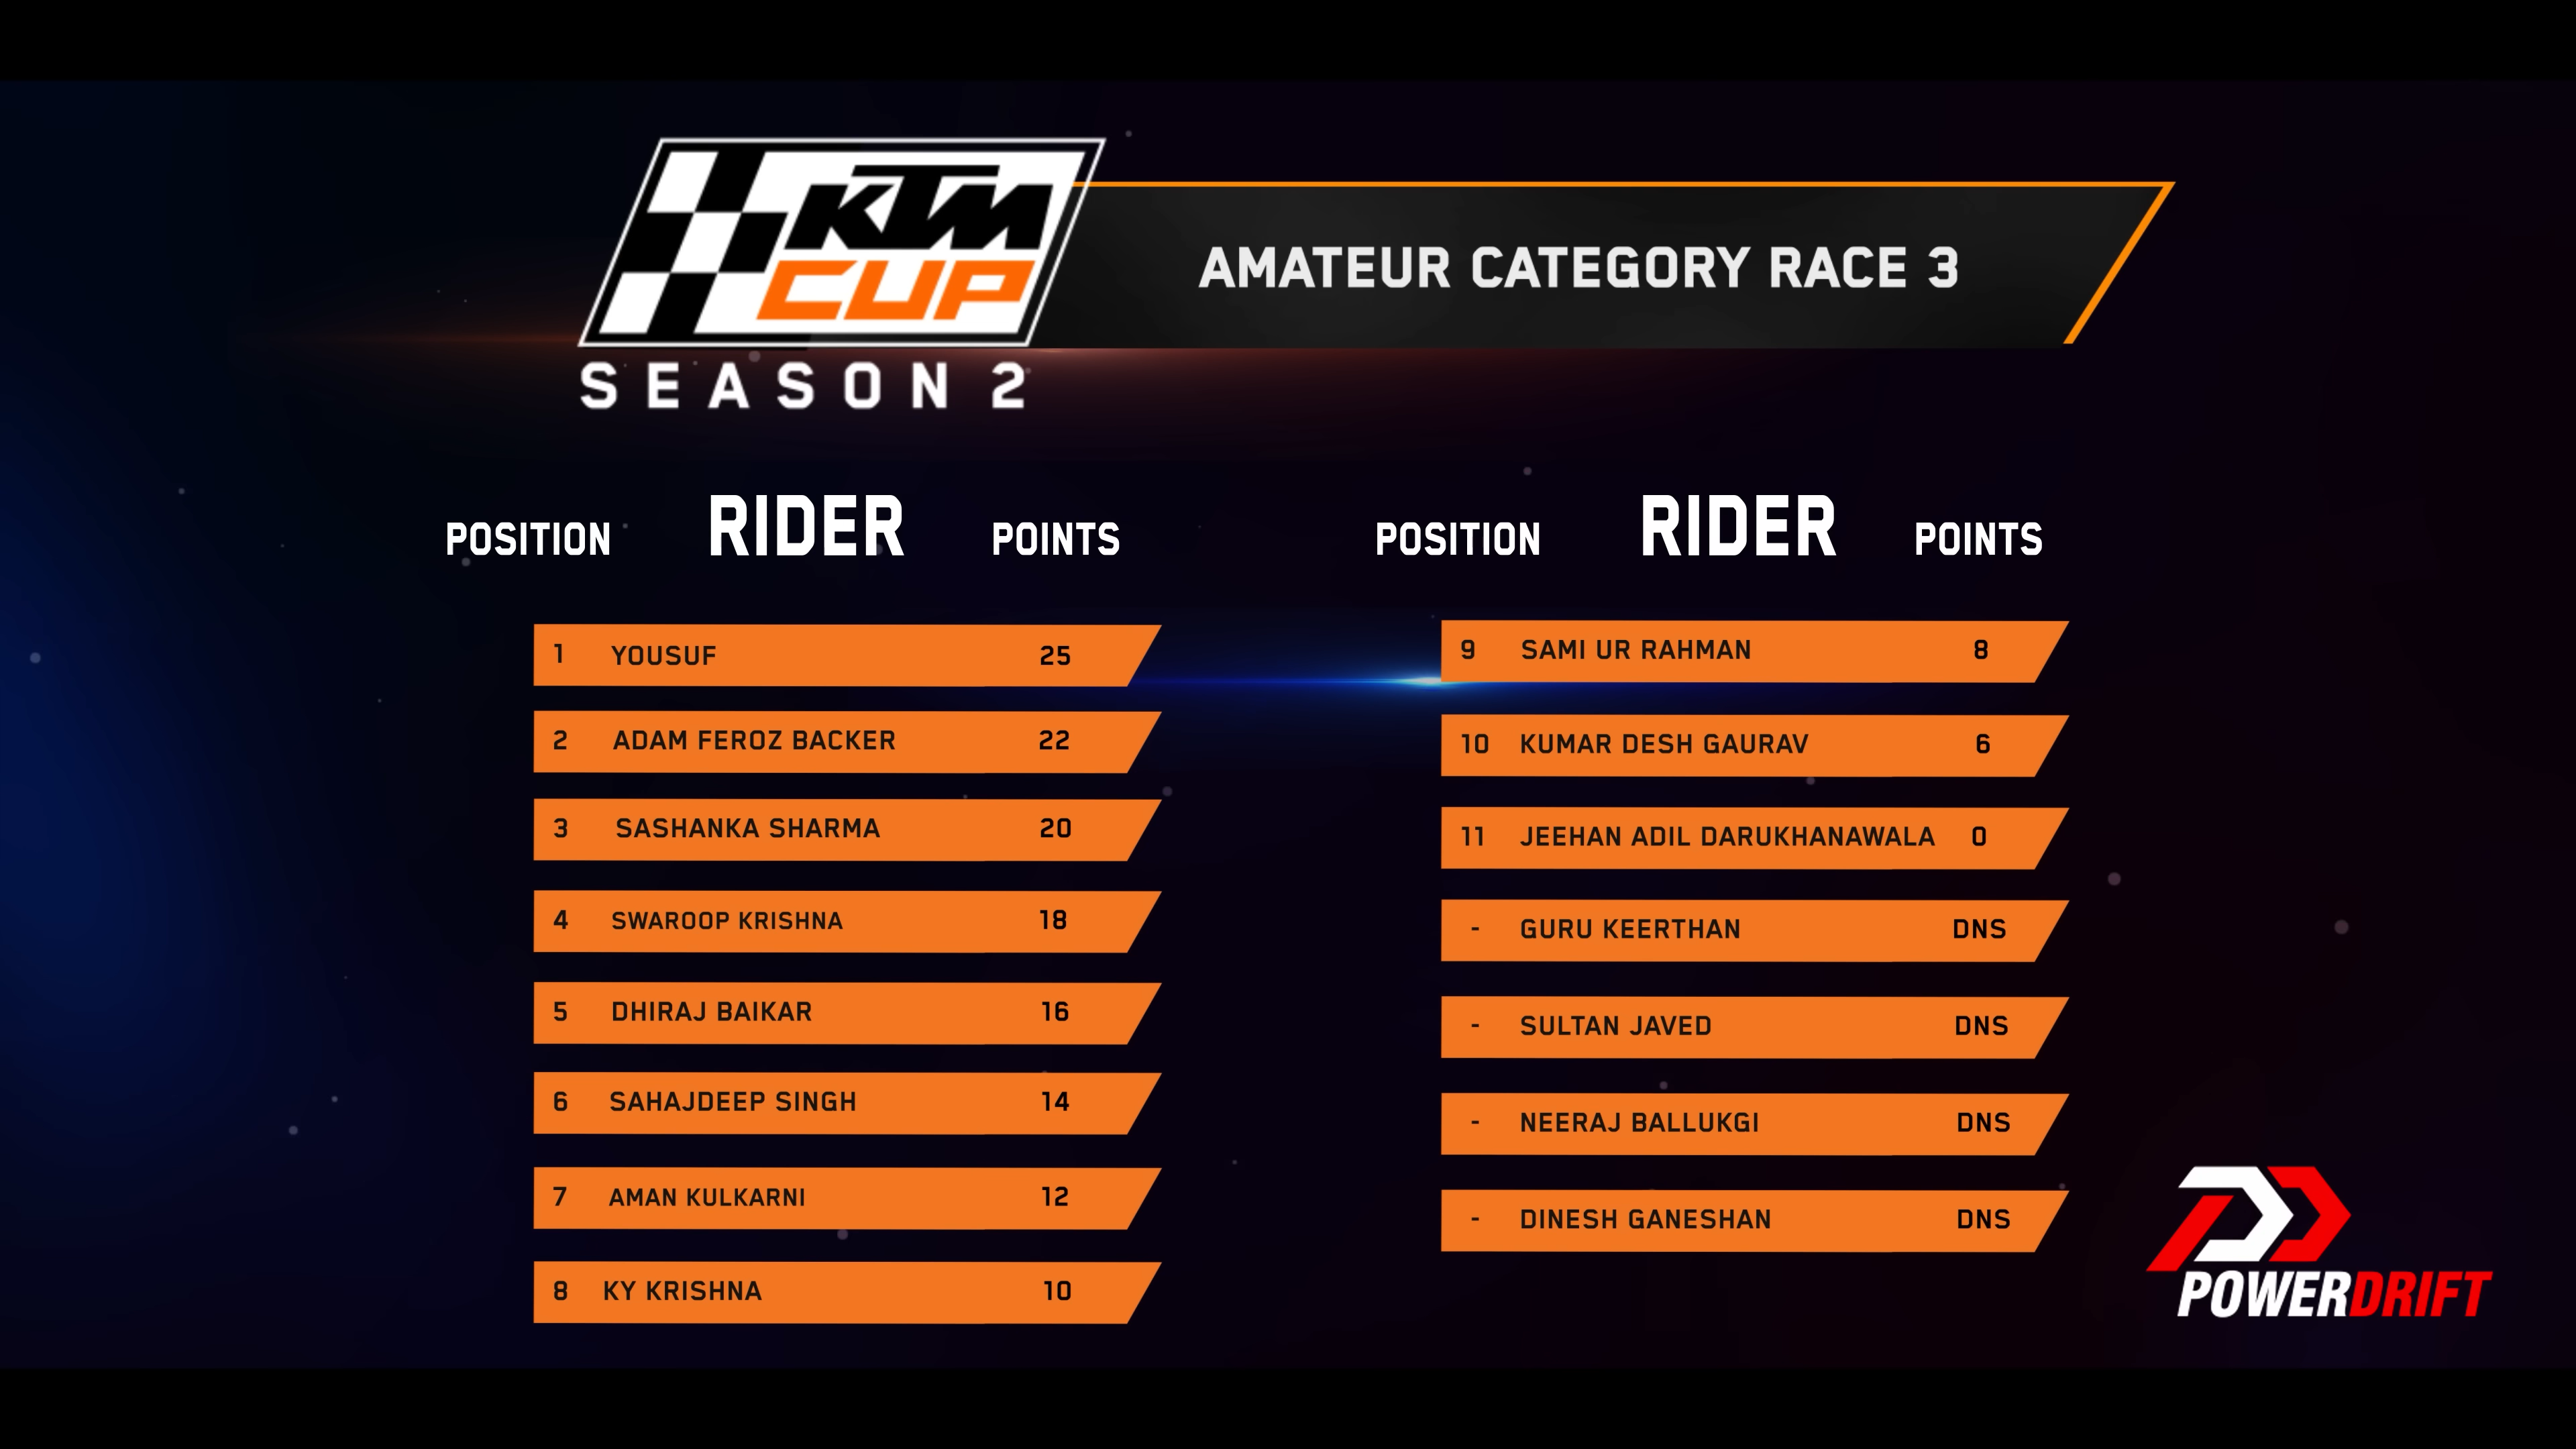 KTM
CUP
SEASON 2
AMATEUR CATEGORY RACE 3
POSITION RIDER POINTS
1 YOUSUF 25
2 ADAM FEROZ BACKER 22
3 SASHANKA SHARMA 20
4 SWAROOP KRISHNA 18
5 DHIRAJ BAIKAR 16
6 SAHAJDEEP SINGH 14
7 AMAN KULKARNI 12
8 KY KRISHNA 10
POSITION RIDER POINTS
9 SAMI UR RAHMAN 8
10 KUMAR DESH GAURAV 6
11 JEEHAN ADIL DARUKHANAWALA 0
- GURU KEERTHAN DNS
- SULTAN JAVED DNS
- NEERAJ BALLUKGI DNS
- DINESH GANESHAN DNS
POWERDRIFT